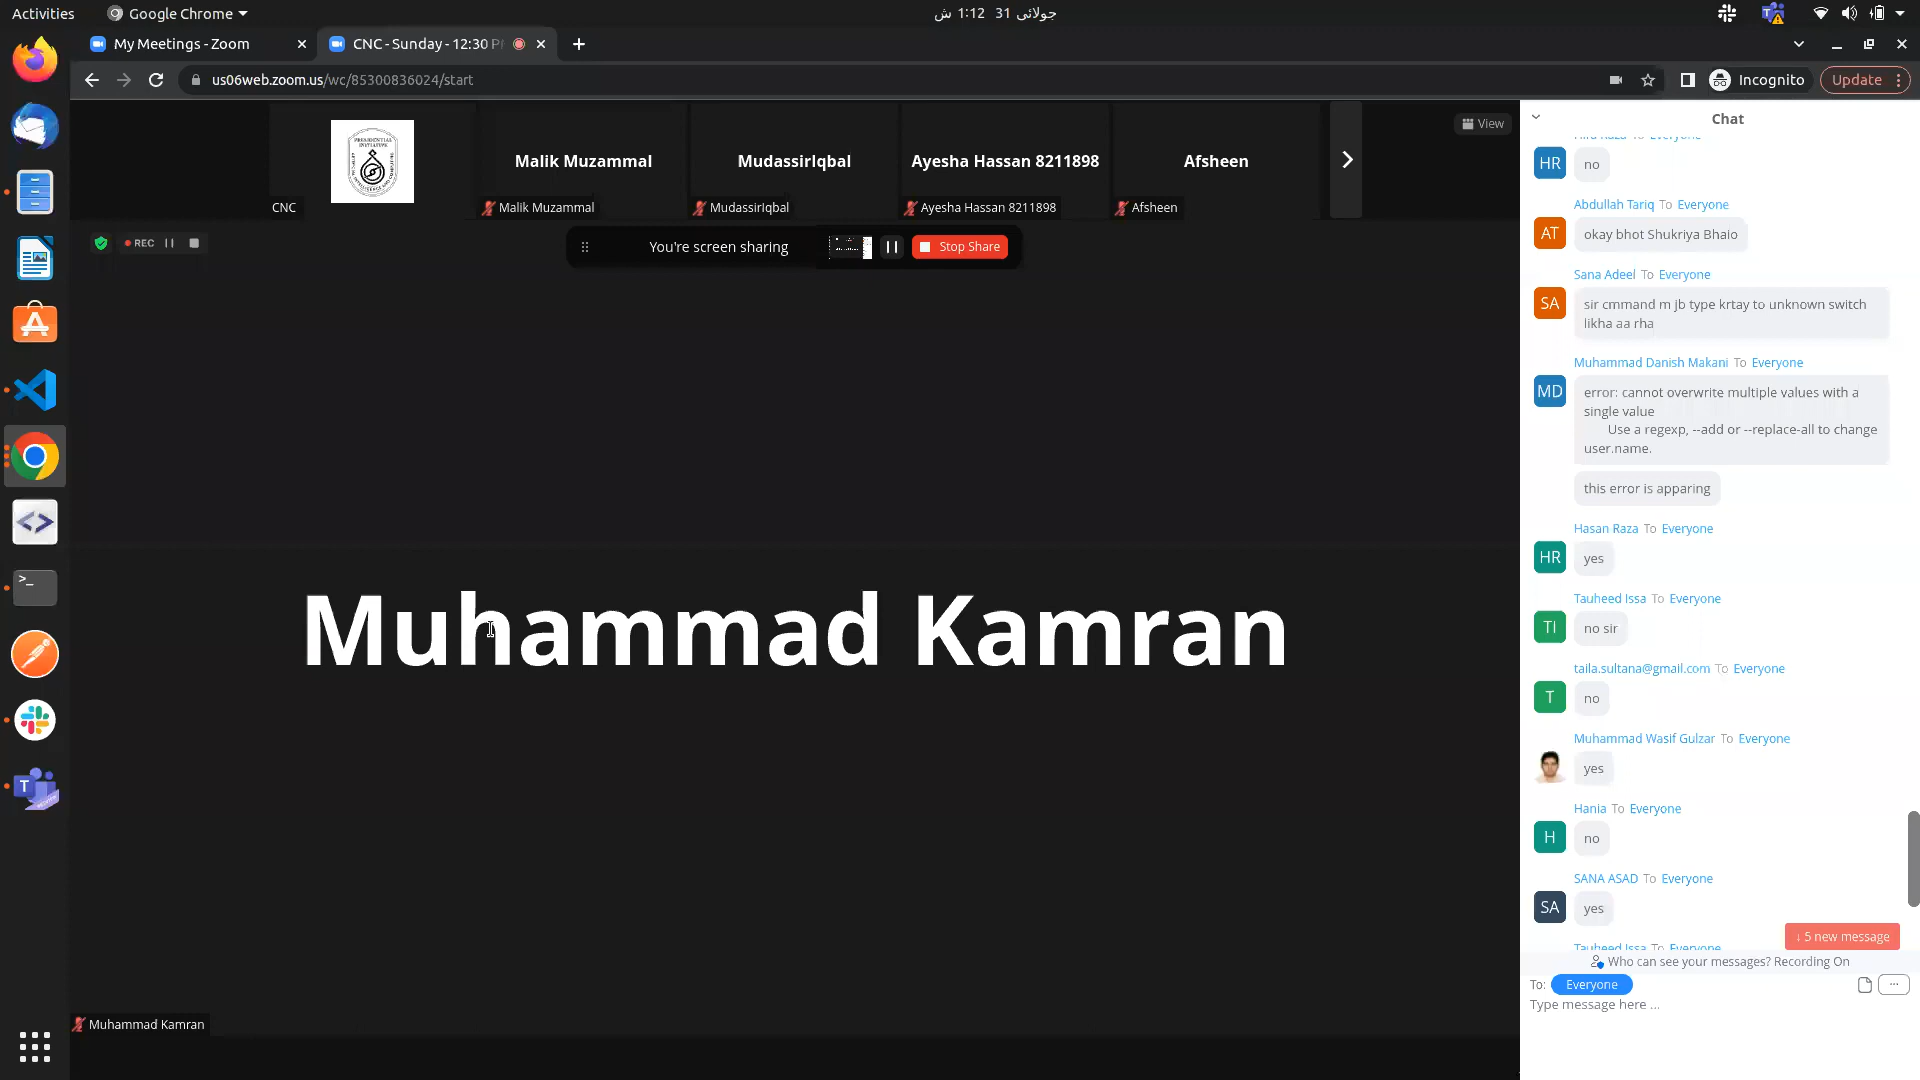 Activities
Google Chrome
جولائی 31 1:12 ش
My Meetings - Zoom
CNC - Sunday - 12:30 P
us06web.zoom.us/wc/85300836024/start
Incognito
Update
PRESIDENTIAL
INITIATIVE
CNC
Malik Muzammal
Malik Muzammal
MudassirIqbal
MudassirIqbal
Ayesha Hassan 8211898
Ayesha Hassan 8211898
Afsheen
Afsheen
View
REC
You're screen sharing
Stop Share
Muhammad Kamran
Muhammad Kamran
Chat
To Everyone
HR
no
Abdullah Tariq To Everyone
AT
okay bhot Shukriya Bhaio
Sana Adeel To Everyone
SA
sir cmmand m jb type krtay to unknown switch
likha aa rha
Muhammad Danish Makani To Everyone
MD
error: cannot overwrite multiple values with a
single value
Use a regexp, --add or --replace-all to change
user.name.
this error is apparing
Hasan Raza To Everyone
HR
yes
Tauheed Issa To Everyone
TI
no sir
taila.sultana@gmail.com To Everyone
T
no
Muhammad Wasif Gulzar To Everyone
yes
Hania To Everyone
H
no
SANA ASAD To Everyone
SA
yes
Tauheed Issa To Everyone
↓ 5 new message
Who can see your messages? Recording On
To: Everyone
Type message here ...